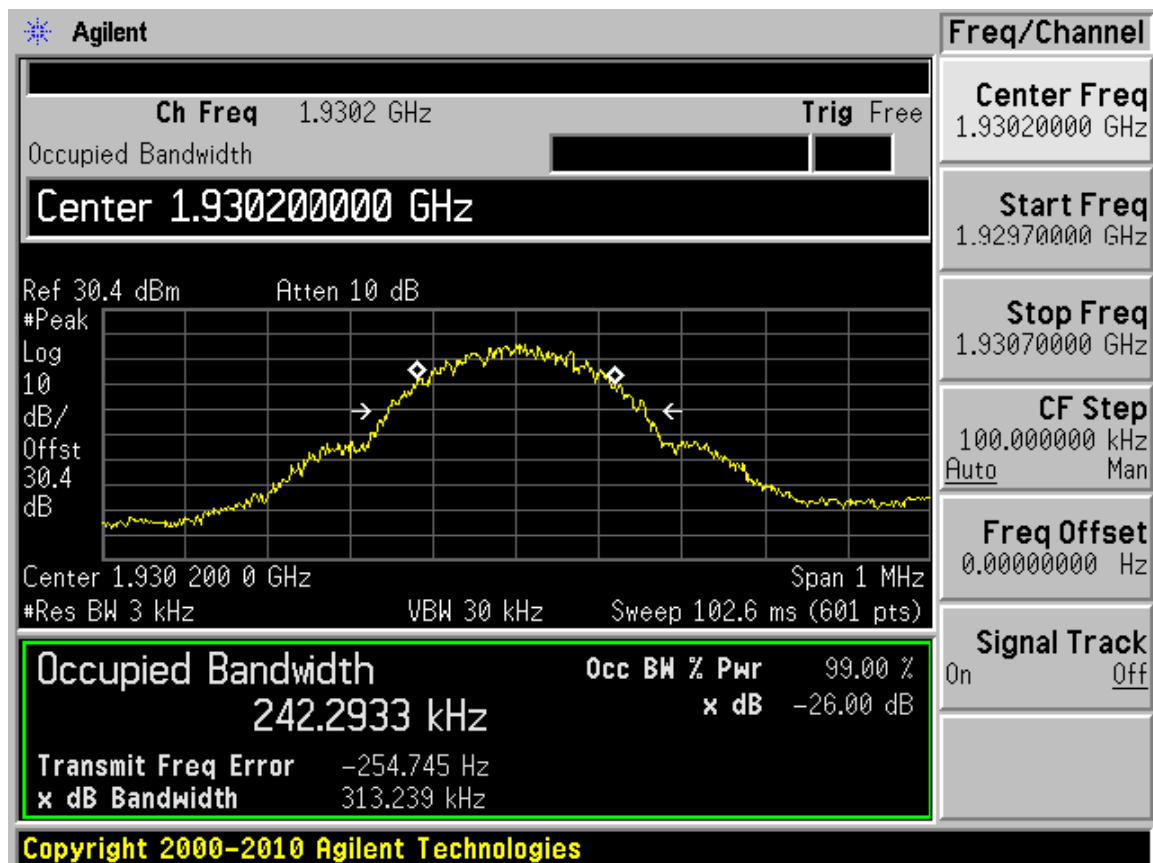 Agilent
Freq/Channel
Ch Freq 1.9302 GHz Trig Free
Occupied Bandwidth
Center 1.930200000 GHz
Ref 30.4 dBm Atten 10 dB
#Peak
Log
10
dB/
Offst
30.4
dB
Center 1.930 200 0 GHz Span 1 MHz
#Res BW 3 kHz VBW 30 kHz Sweep 102.6 ms (601 pts)
Occupied Bandwidth
242.2933 kHz
Occ BW % Pwr 99.00 %
x dB -26.00 dB
Transmit Freq Error -254.745 Hz
x dB Bandwidth 313.239 kHz
Center Freq
1.93020000 GHz
Start Freq
1.92970000 GHz
Stop Freq
1.93070000 GHz
CF Step
100.000000 kHz
Auto Man
Freq Offset
0.00000000 Hz
Signal Track
On Off
Copyright 2000-2010 Agilent Technologies